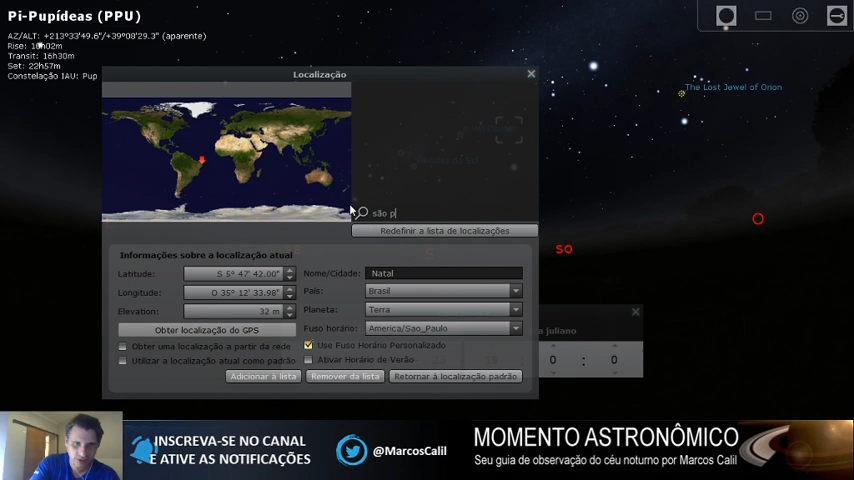 Pi-Pupídeas (PPU)
AZ/ALT: +213°33'49.6"/+39°08'29.3" (aparente)
Rise: 10h02m
Transit: 16h30m
Set: 22h57m
Constelação IAU: Pup
The Lost Jewel of Orion
Localização
são p
Redefinir a lista de localizações
Informações sobre a localização atual
Latitude: S 5° 47' 42.00"
Nome/Cidade: Natal
Longitude: O 35° 12' 33.98"
País: Brasil
Elevation: 32 m
Planeta: Terra
Obter localização do GPS
Fuso horário: America/Sao_Paulo
Obter uma localização a partir da rede
Use Fuso Horário Personalizado
Utilizar a localização atual como padrão
Ativar Horário de Verão
Adicionar à lista
Remover da lista
Retornar à localização padrão
SO
O
a juliano
0 : 0
INSCREVA-SE NO CANAL
E ATIVE AS NOTIFICAÇÕES
@MarcosCalil
MOMENTO ASTRONÔMICO
Seu guia de observação do céu noturno por Marcos Calil